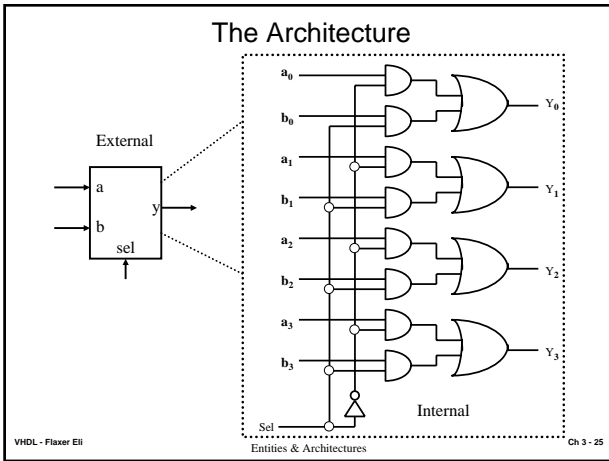 The Architecture
External
a
b
y
sel
a0
b0
a1
b1
a2
b2
a3
b3
Sel
Y0
Y1
Y2
Y3
Internal
VHDL - Flaxer Eli
Entities & Architectures
Ch 3 - 25